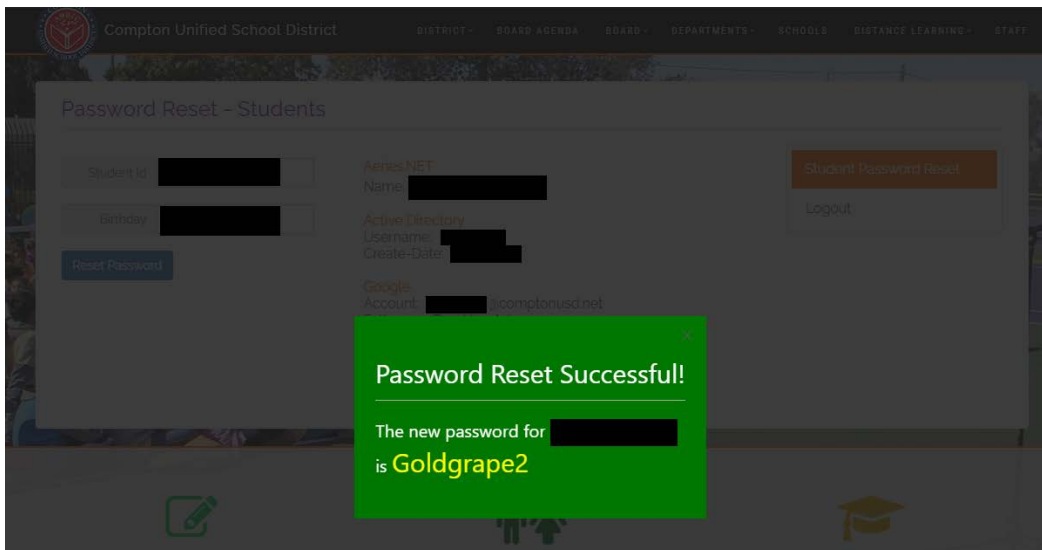 Compton Unified School District
DISTRICT
BOARD AGENDA
BOARD
DEPARTMENTS
SCHOOLS
DISTANCE LEARNING
STAFF
Password Reset - Students
Student Id
Birthday
Reset Password
Aeries.NET
Name:
Active Directory
Username:
Create-Date:
Google
Account: @comptonusd.net
Student Password Reset
Logout
×
Password Reset Successful!
The new password for
is Goldgrape2